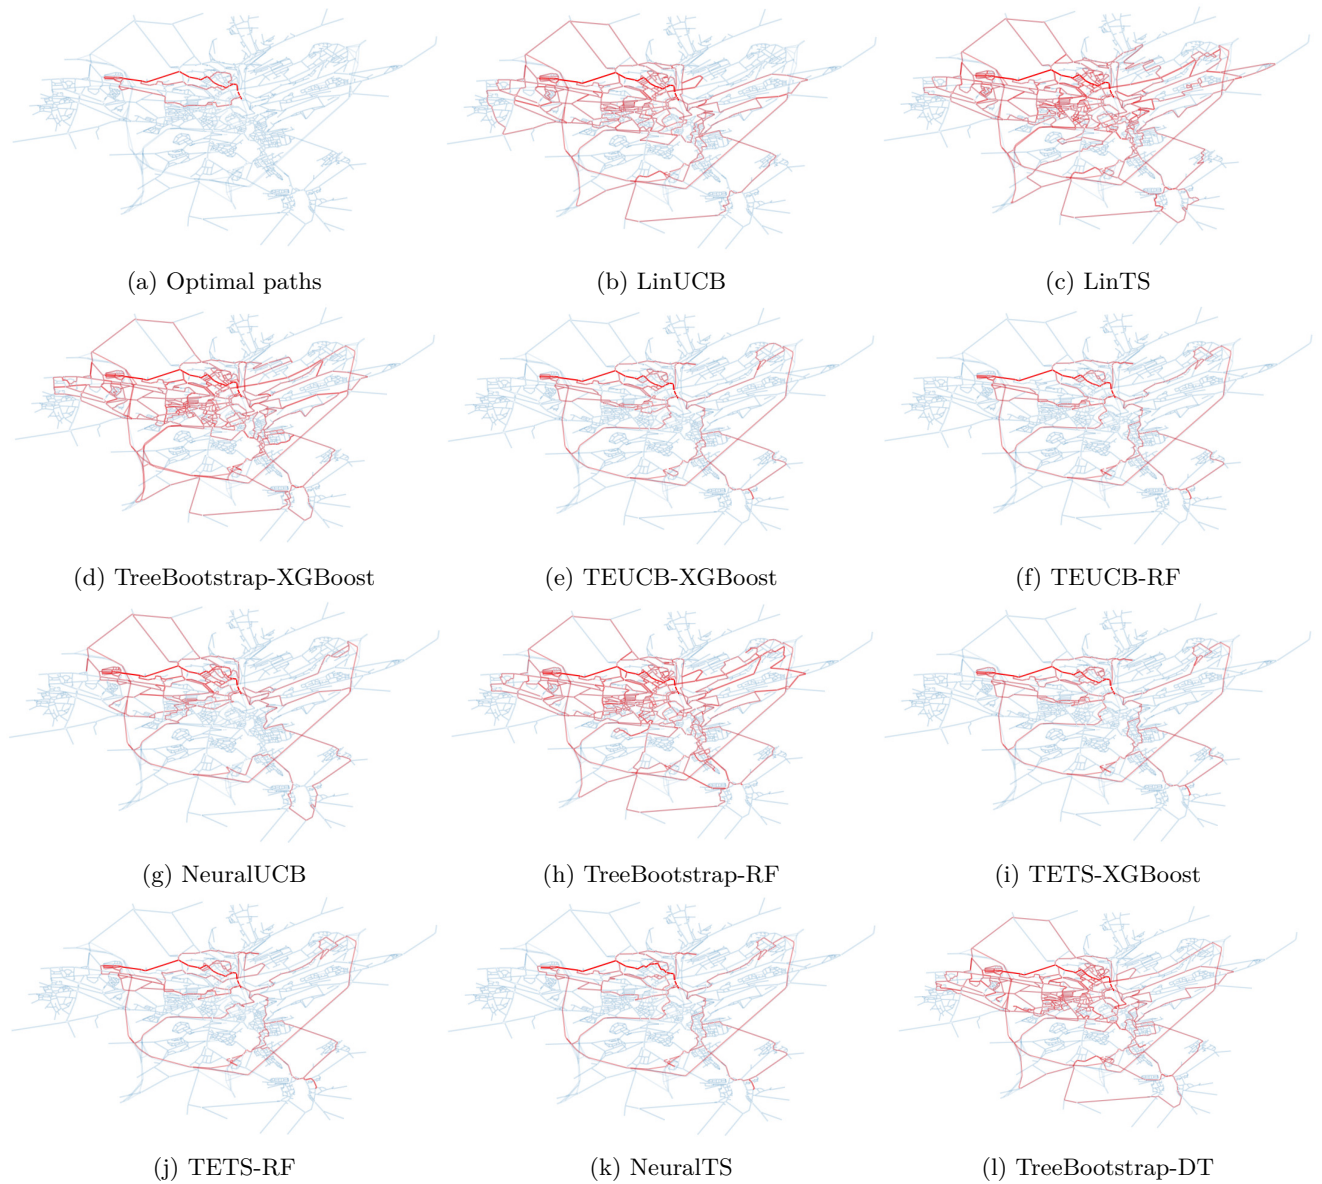 (a) Optimal paths
(b) LinUCB
(c) LinTS
(d) TreeBootstrap-XGBoost
(e) TEUCB-XGBoost
(f) TEUCB-RF
(g) NeuralUCB
(h) TreeBootstrap-RF
(i) TETS-XGBoost
(j) TETS-RF
(k) NeuralTS
(l) TreeBootstrap-DT